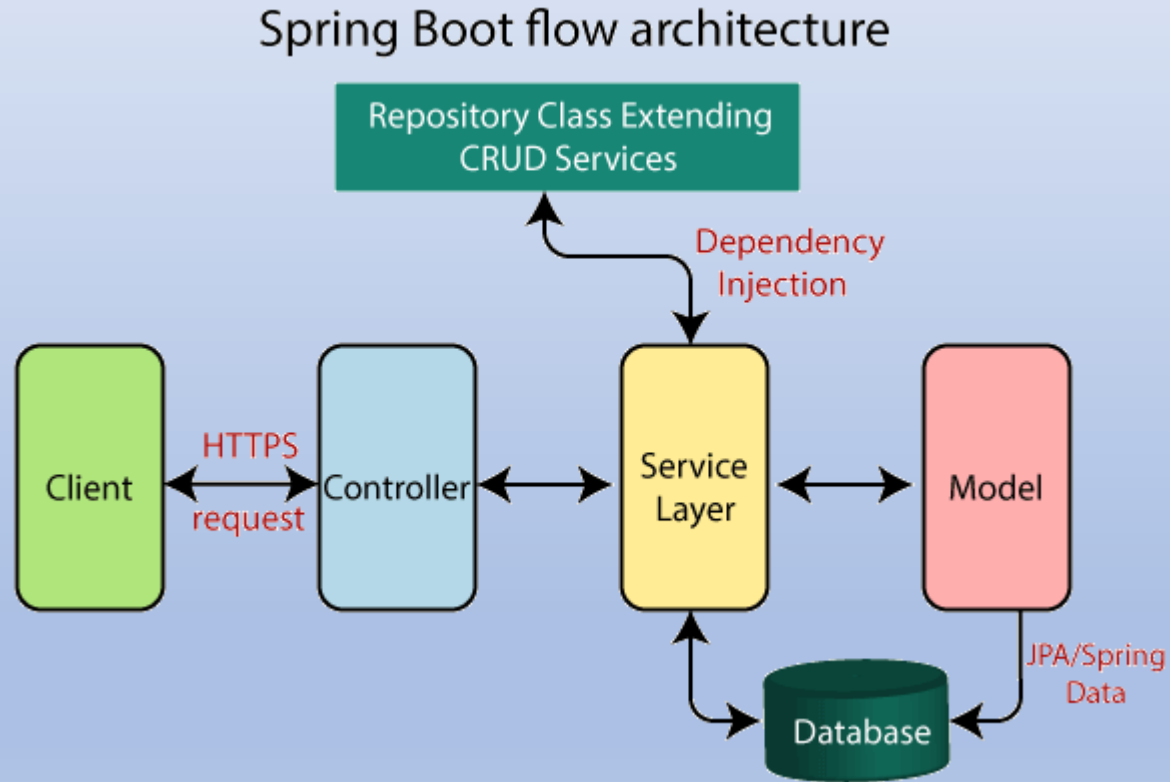 Spring Boot flow architecture
Repository Class Extending
CRUD Services
Dependency
Injection
Client
HTTPS
request
Controller
Service
Layer
Model
JPA/Spring
Data
Database